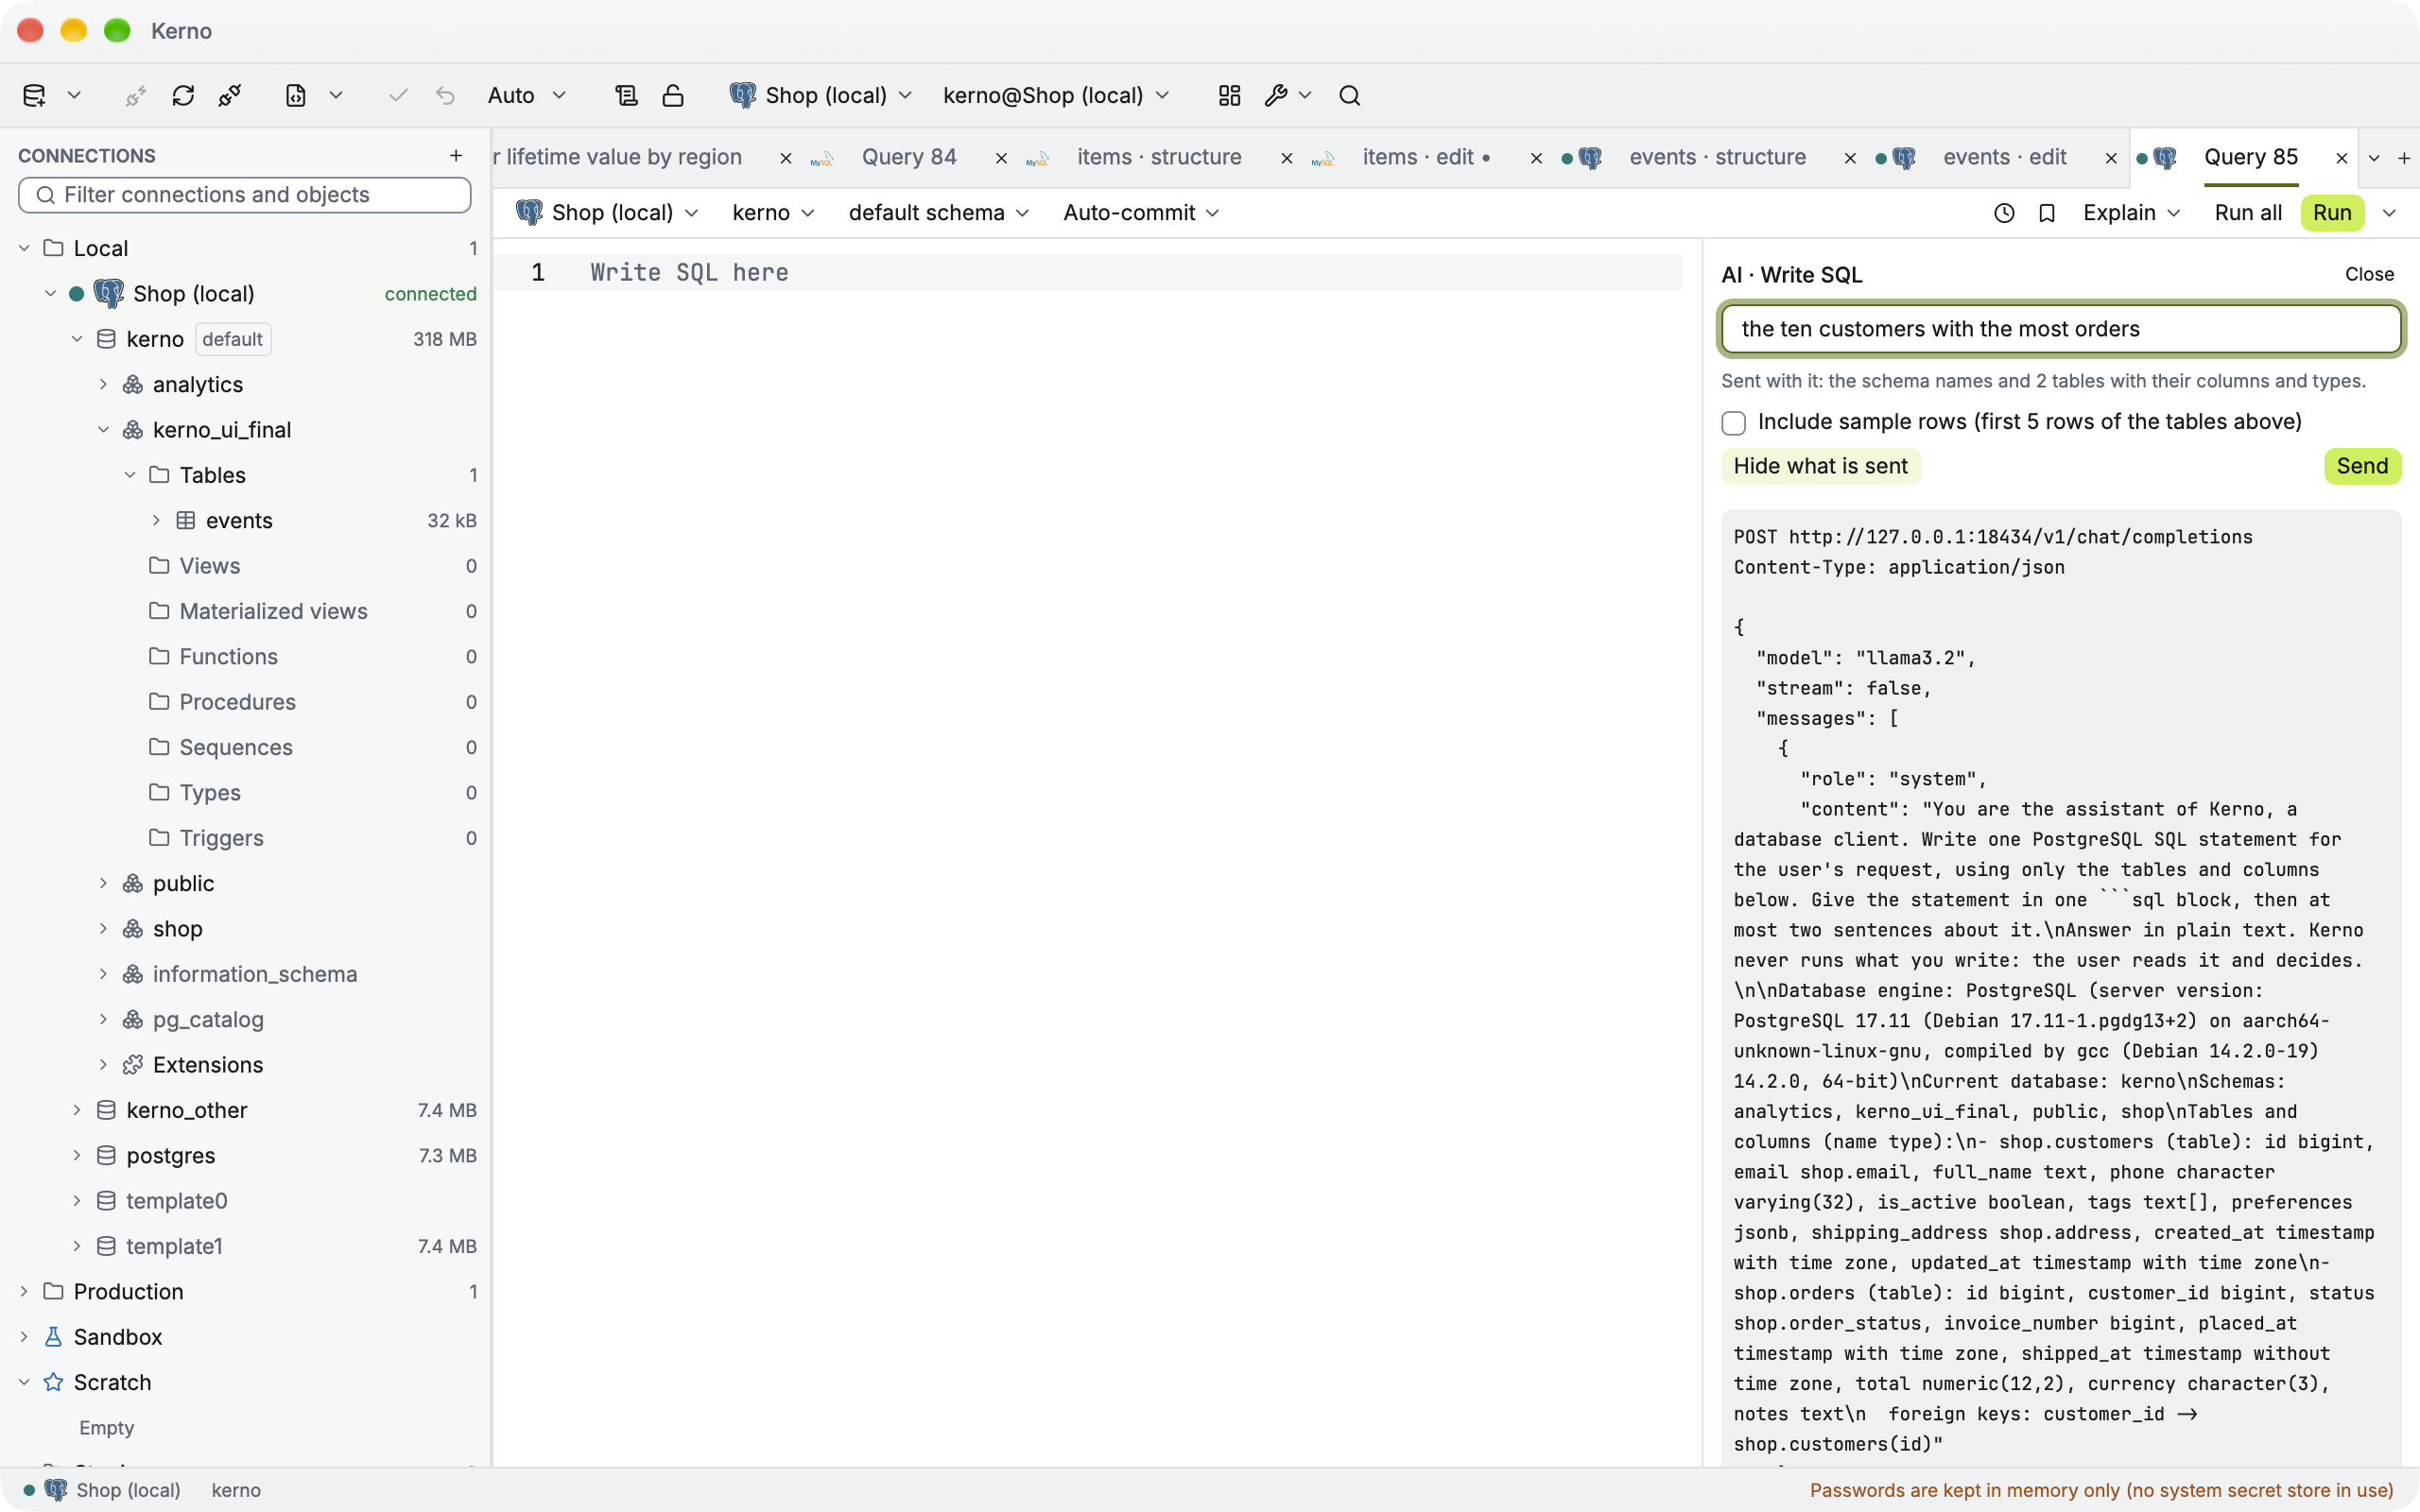 Kerno
Auto
Shop (local)
kerno@Shop (local)
CONNECTIONS
Filter connections and objects
Local 1
Shop (local) connected
kerno default 318 MB
analytics
kerno_ui_final
Tables 1
events 32 kB
Views 0
Materialized views 0
Functions 0
Procedures 0
Sequences 0
Types 0
Triggers 0
public
shop
information_schema
pg_catalog
Extensions
kerno_other 7.4 MB
postgres 7.3 MB
template0
template1 7.4 MB
Production 1
Sandbox
Scratch
Empty
r lifetime value by region
MySQL Query 84
MySQL items · structure
MySQL items · edit •
events · structure
events · edit
Query 85
Shop (local) kerno default schema Auto-commit
Explain Run all Run
1 Write SQL here
AI · Write SQL Close
the ten customers with the most orders
Sent with it: the schema names and 2 tables with their columns and types.
Include sample rows (first 5 rows of the tables above)
Hide what is sent Send
POST http://127.0.0.1:18434/v1/chat/completions
Content-Type: application/json
{
"model": "llama3.2",
"stream": false,
"messages": [
{
"role": "system",
"content": "You are the assistant of Kerno, a
database client. Write one PostgreSQL SQL statement for
the user's request, using only the tables and columns
below. Give the statement in one ```sql block, then at
most two sentences about it.\nAnswer in plain text. Kerno
never runs what you write: the user reads it and decides.
\n\nDatabase engine: PostgreSQL (server version:
PostgreSQL 17.11 (Debian 17.11-1.pgdg13+2) on aarch64-
unknown-linux-gnu, compiled by gcc (Debian 14.2.0-19)
14.2.0, 64-bit)\nCurrent database: kerno\nSchemas:
analytics, kerno_ui_final, public, shop\nTables and
columns (name type):\n- shop.customers (table): id bigint,
email shop.email, full_name text, phone character
varying(32), is_active boolean, tags text[], preferences
jsonb, shipping_address shop.address, created_at timestamp
with time zone, updated_at timestamp with time zone\n-
shop.orders (table): id bigint, customer_id bigint, status
shop.order_status, invoice_number bigint, placed_at
timestamp with time zone, shipped_at timestamp without
time zone, total numeric(12,2), currency character(3),
notes text\n  foreign keys: customer_id ->
shop.customers(id)"
Shop (local) kerno
Passwords are kept in memory only (no system secret store in use)